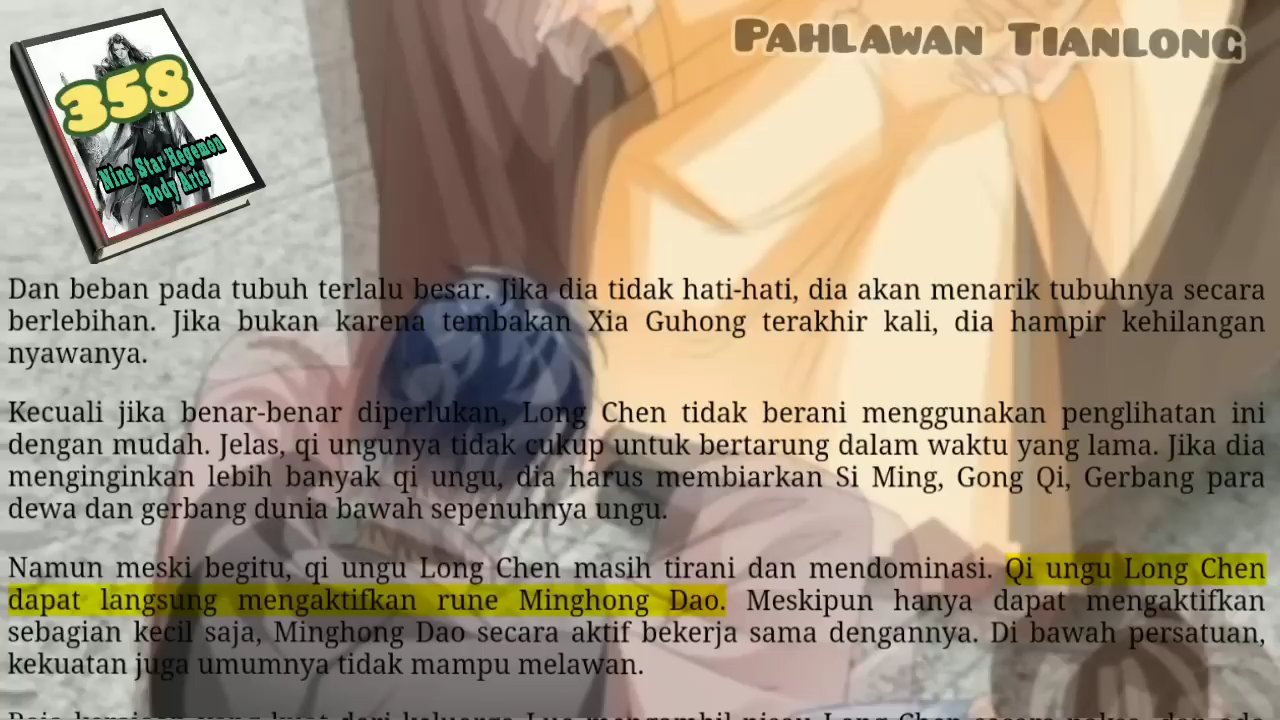 PAHLAWAN TIANLONG
358
Nine Star Hegemon
Body Arts
Dan beban pada tubuh terlalu besar. Jika dia tidak hati-hati, dia akan menarik tubuhnya secara
berlebihan. Jika bukan karena tembakan Xia Guhong terakhir kali, dia hampir kehilangan
nyawanya.
Kecuali jika benar-benar diperlukan, Long Chen tidak berani menggunakan penglihatan ini
dengan mudah. Jelas, qi ungunya tidak cukup untuk bertarung dalam waktu yang lama. Jika dia
menginginkan lebih banyak qi ungu, dia harus membiarkan Si Ming, Gong Qi, Gerbang para
dewa dan gerbang dunia bawah sepenuhnya ungu.
Namun meski begitu, qi ungu Long Chen masih tirani dan mendominasi. Qi ungu Long Chen
dapat langsung mengaktifkan rune Minghong Dao. Meskipun hanya dapat mengaktifkan
sebagian kecil saja, Minghong Dao secara aktif bekerja sama dengannya. Di bawah persatuan,
kekuatan juga umumnya tidak mampu melawan.